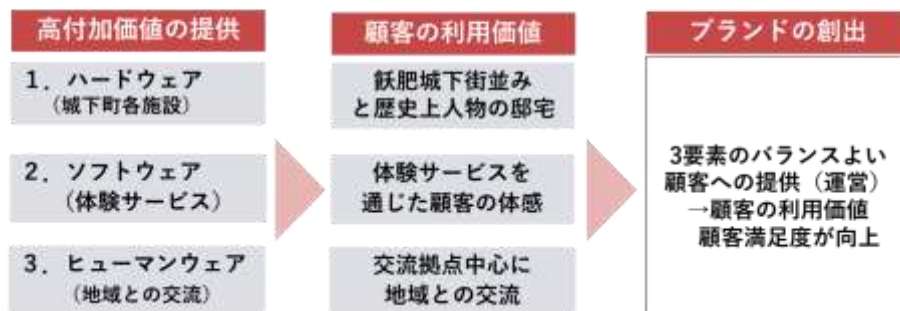 高付加価値の提供
1．ハードウェア
（城下町各施設）
2．ソフトウェア
（体験サービス）
3．ヒューマンウェア
（地域との交流）
顧客の利用価値
飫肥城下街並み
と歴史上人物の邸宅
体験サービスを
通じた顧客の体感
交流拠点中心に
地域との交流
ブランドの創出
3要素のバランスよい
顧客への提供（運営）
→顧客の利用価値
顧客満足度が向上